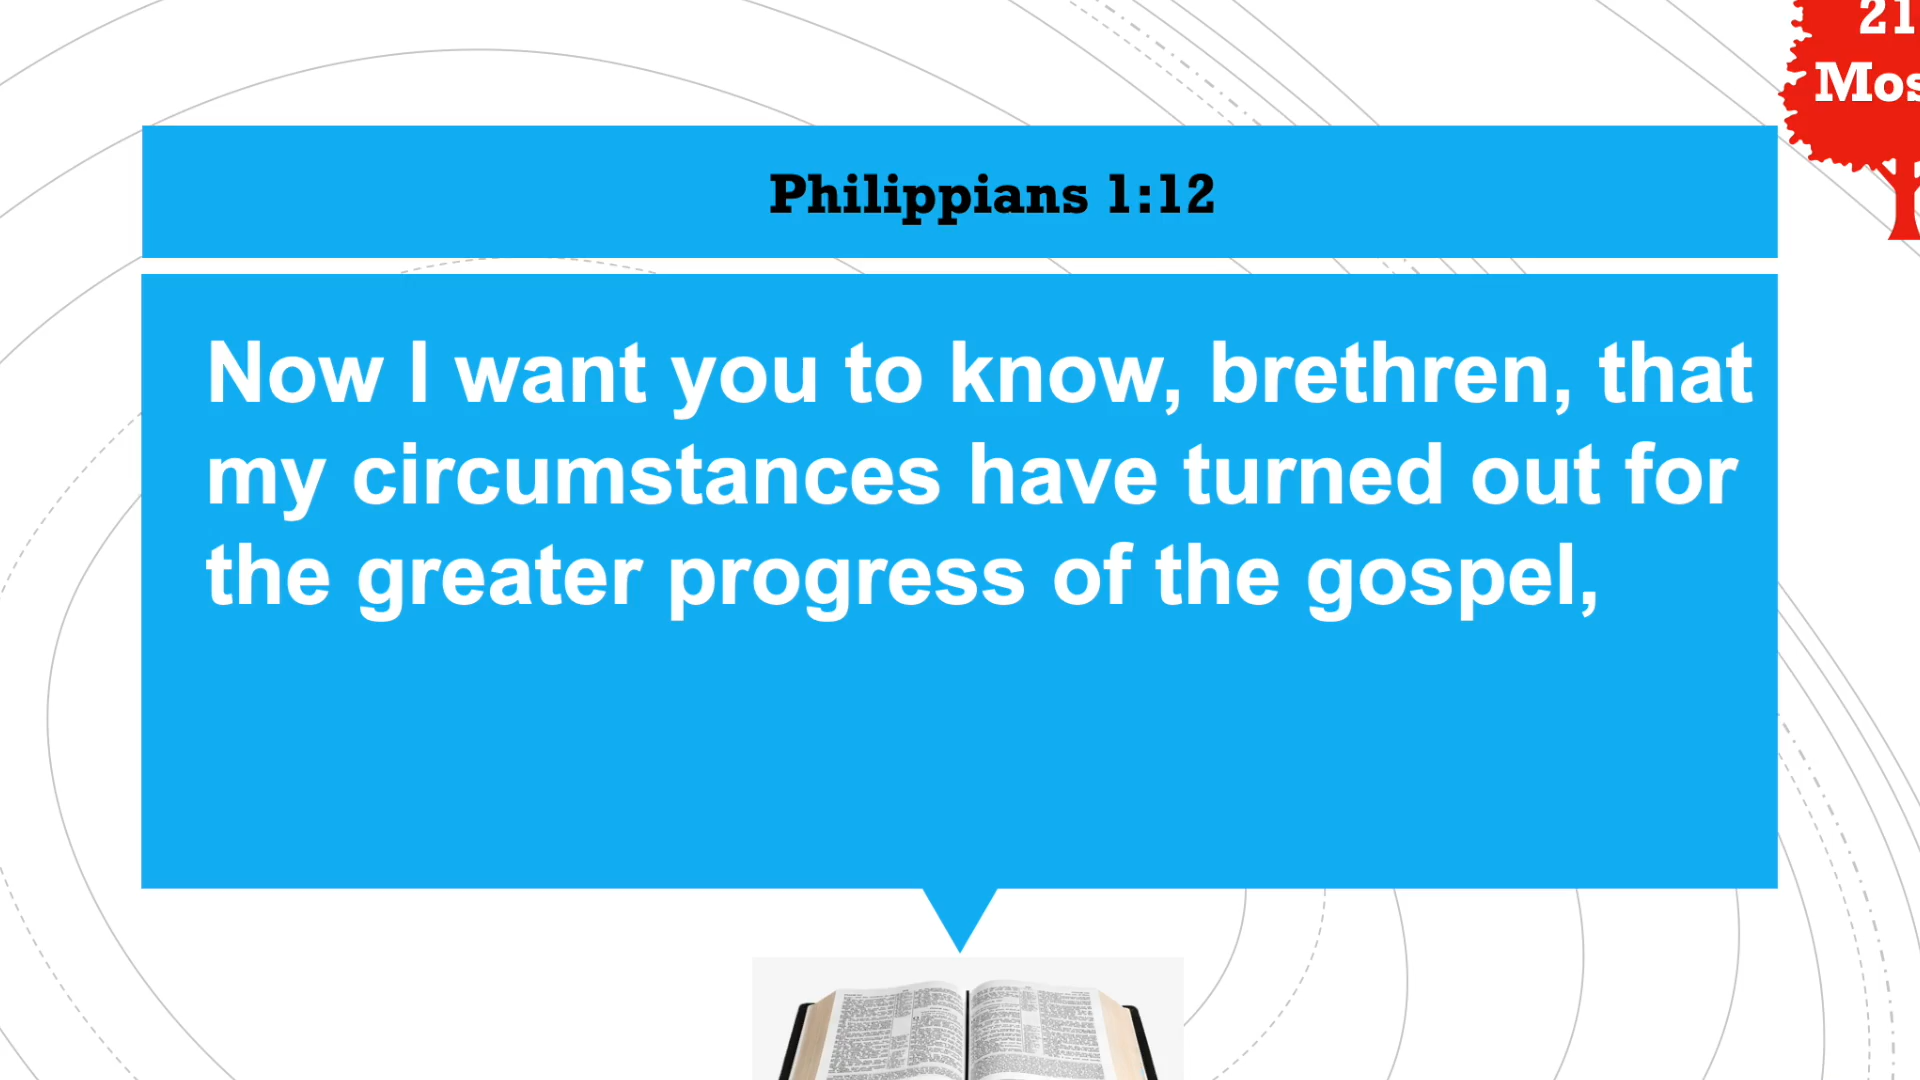 21
Philippians 1:12
Now I want you to know, brethren, that
my circumstances have turned out for
the greater progress of the gospel,